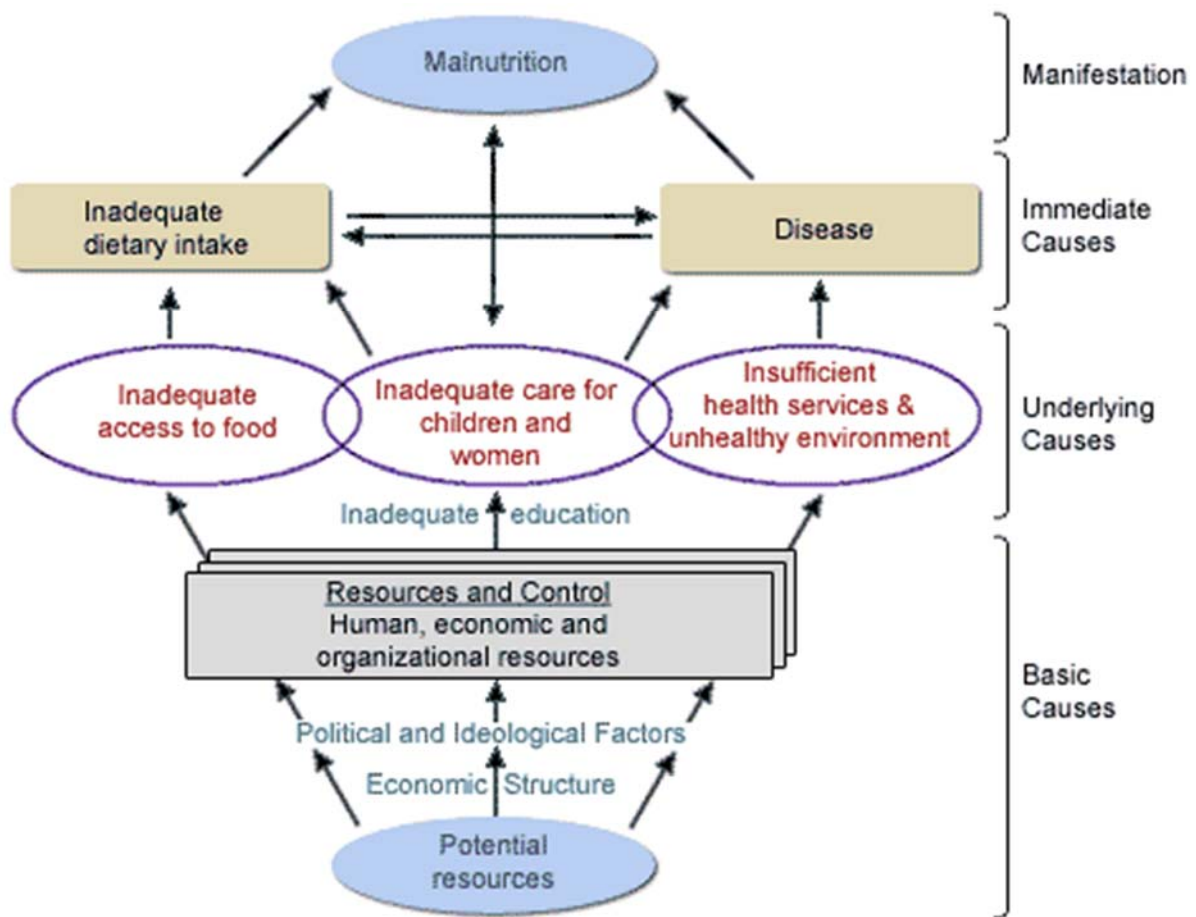 Malnutrition
Manifestation
Inadequate
dietary intake
Disease
Immediate
Causes
Inadequate
access to food
Inadequate care for
children and
women
Insufficient
health services &
unhealthy environment
Underlying
Causes
Inadequate education
Resources and Control
Human, economic and
organizational resources
Political and Ideological Factors
Economic Structure
Basic
Causes
Potential
resources